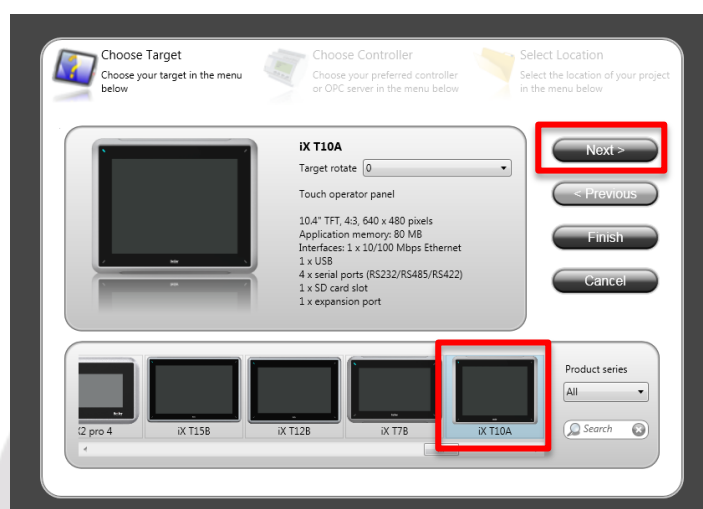 Choose Target
Choose your target in the menu
below
Choose Controller
Choose your preferred controller
or OPC server in the menu below
Select Location
Select the location of your project
in the menu below
iX T10A
Target rotate 0
Touch operator panel
10.4" TFT, 4:3, 640 x 480 pixels
Application memory: 80 MB
Interfaces: 1 x 10/100 Mbps Ethernet
1 x USB
4 x serial ports (RS232/RS485/RS422)
1 x SD card slot
1 x expansion port
Next >
< Previous
Finish
Cancel
X2 pro 4
iX T15B
iX T12B
iX T7B
iX T10A
Product series
All
Search